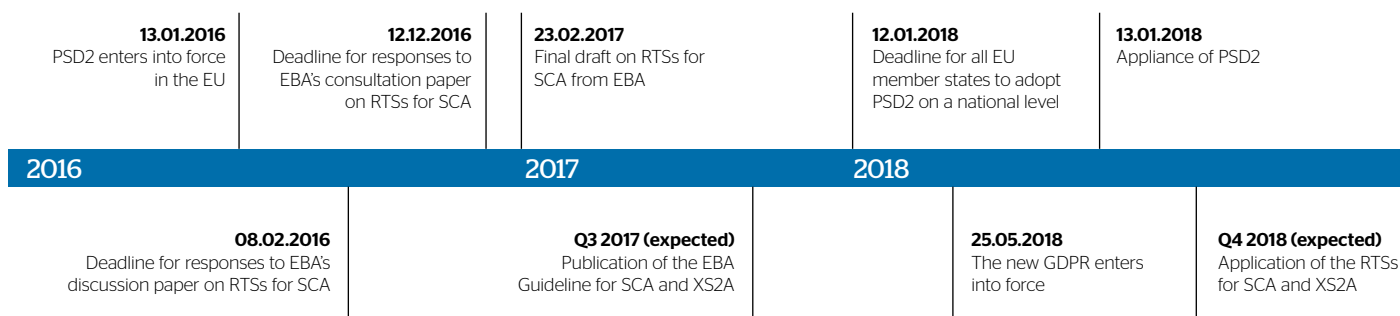 13.01.2016
PSD2 enters into force
in the EU
12.12.2016
Deadline for responses to
EBA's consultation paper
on RTSs for SCA
23.02.2017
Final draft on RTSs for
SCA from EBA
12.01.2018
Deadline for all EU
member states to adopt
PSD2 on a national level
13.01.2018
Appliance of PSD2
2016
2017
2018
08.02.2016
Deadline for responses to EBA's
discussion paper on RTSs for SCA
Q3 2017 (expected)
Publication of the EBA
Guideline for SCA and XS2A
25.05.2018
The new GDPR enters
into force
Q4 2018 (expected)
Application of the RTSs
for SCA and XS2A